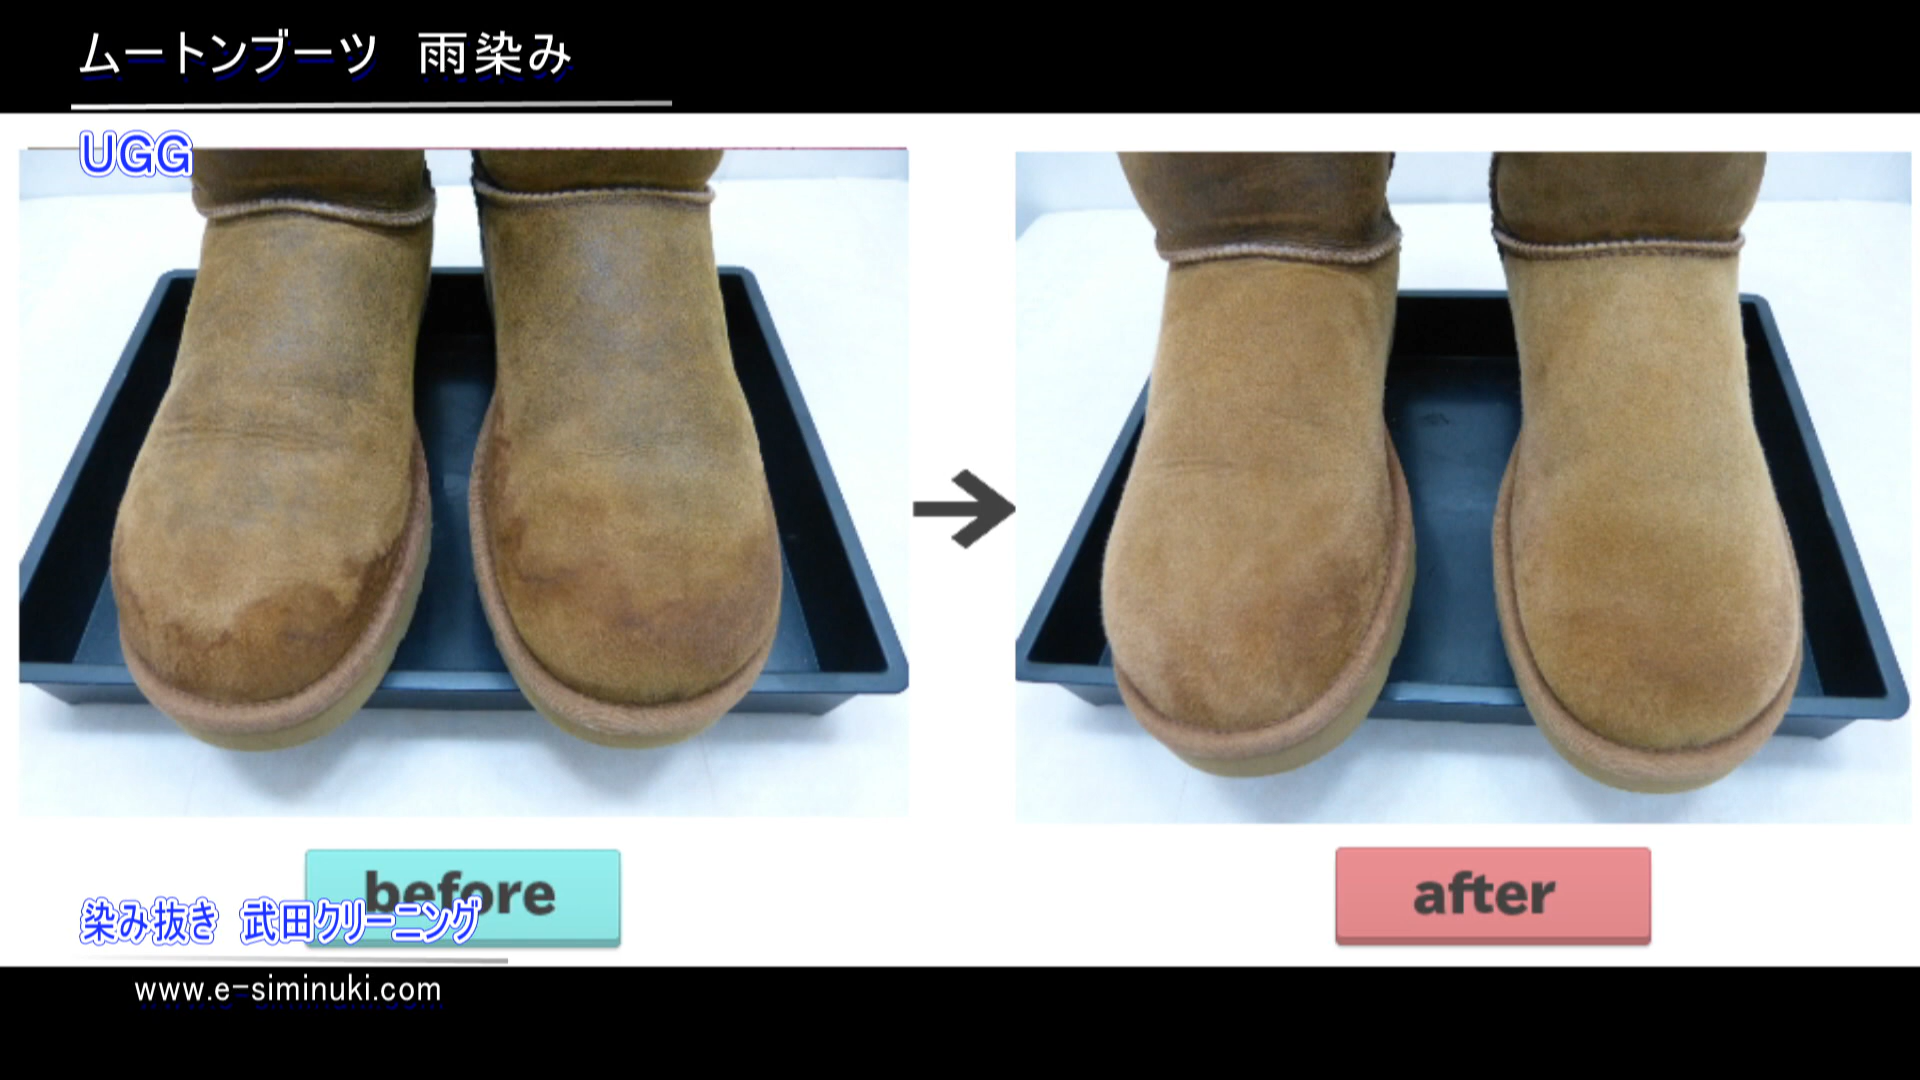 ムートンブーツ　雨染み
UGG
before
after
染み抜き　武田クリーニング
www.e-siminuki.com